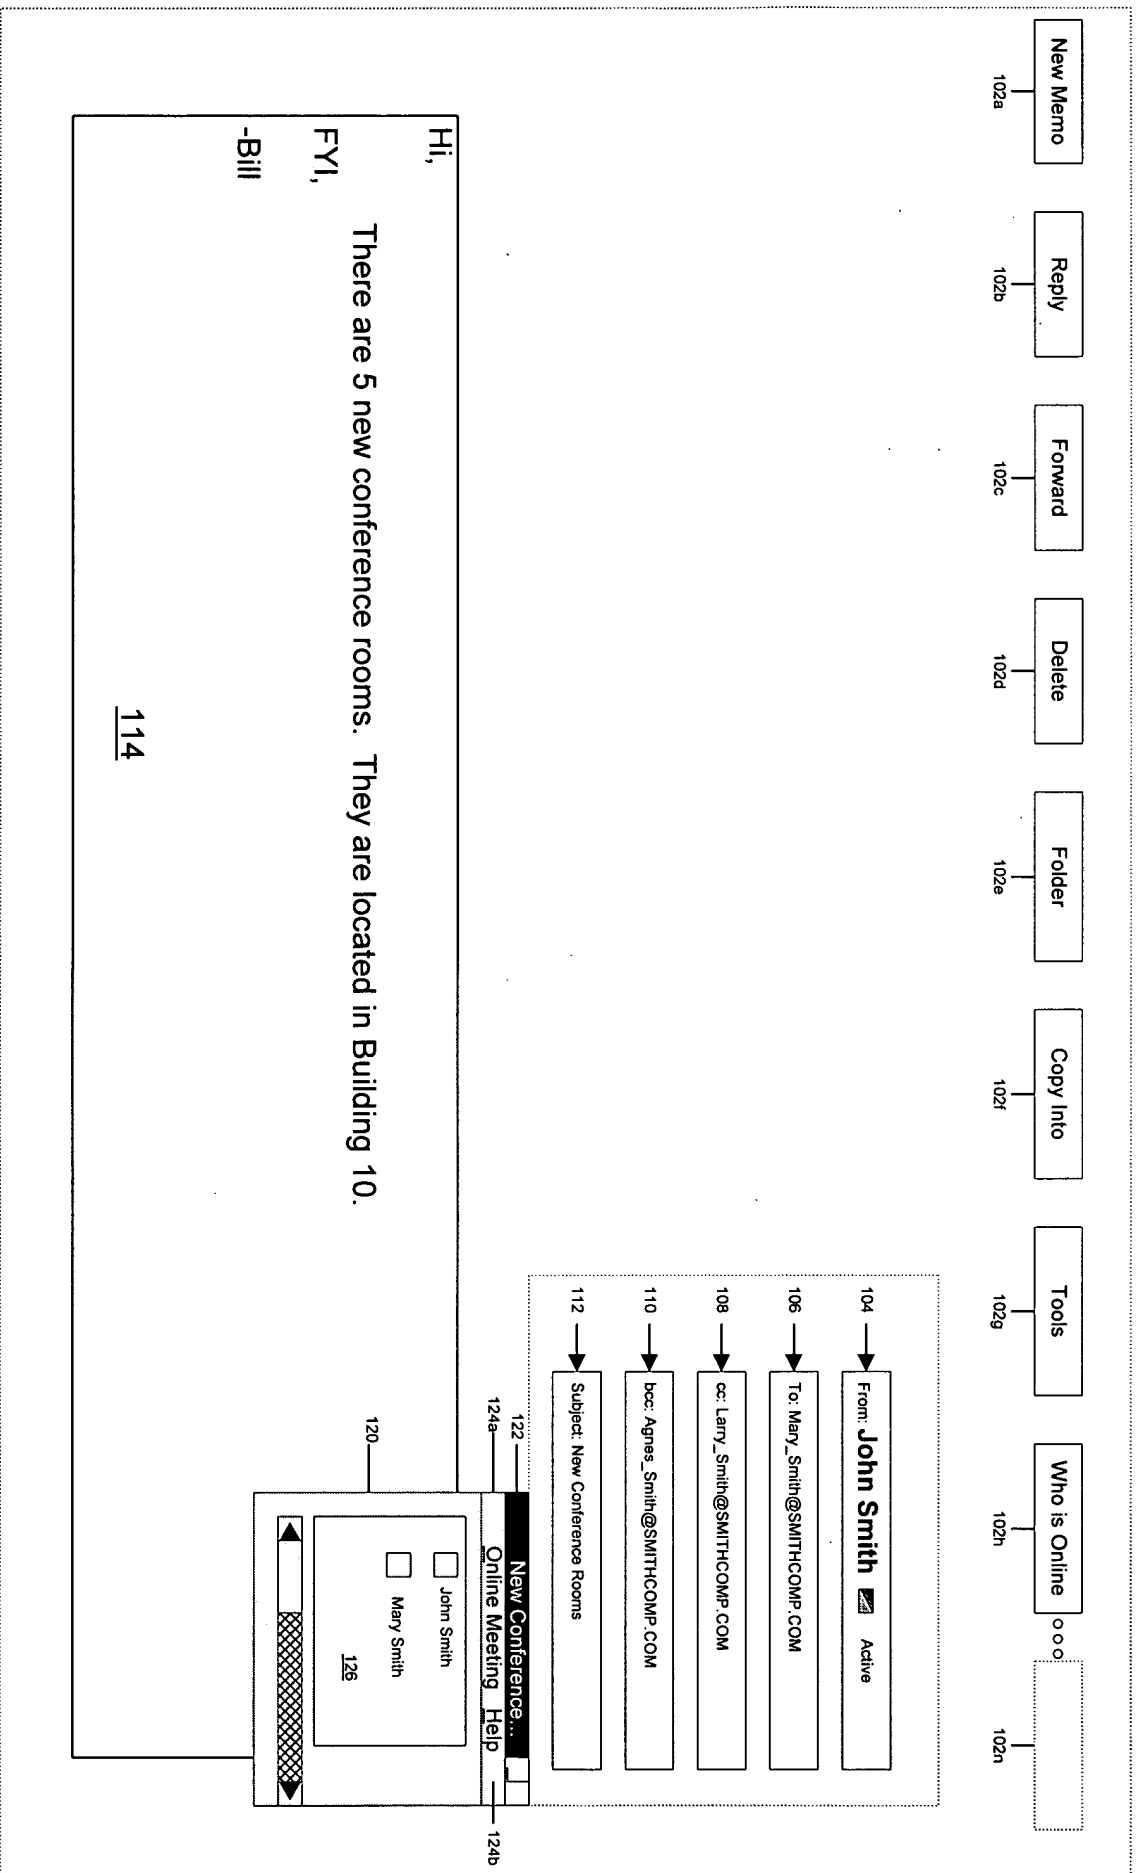 New Memo
Reply
Forward
Delete
Folder
Copy Into
Tools
Who is Online
102a
102b
102c
102d
102e
102f
102g
102h
102n
104
From: John Smith Active
106
To: Mary_Smith@SMITHCOMP.COM
108
cc: Larry_Smith@SMITHCOMP.COM
110
bcc: Agnes_Smith@SMITHCOMP.COM
112
Subject: New Conference Rooms
122
New Conference...
124a
Online Meeting Help
124b
120
John Smith
Mary Smith
126
Hi,
There are 5 new conference rooms. They are located in Building 10.
FYI,
-Bill
114